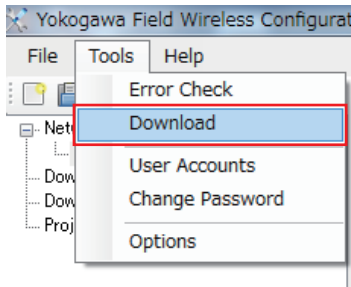 Yokogawa Field Wireless Configurat
File Tools Help
Error Check
Download
User Accounts
Change Password
Options
Net
Dow
Dow
Proj